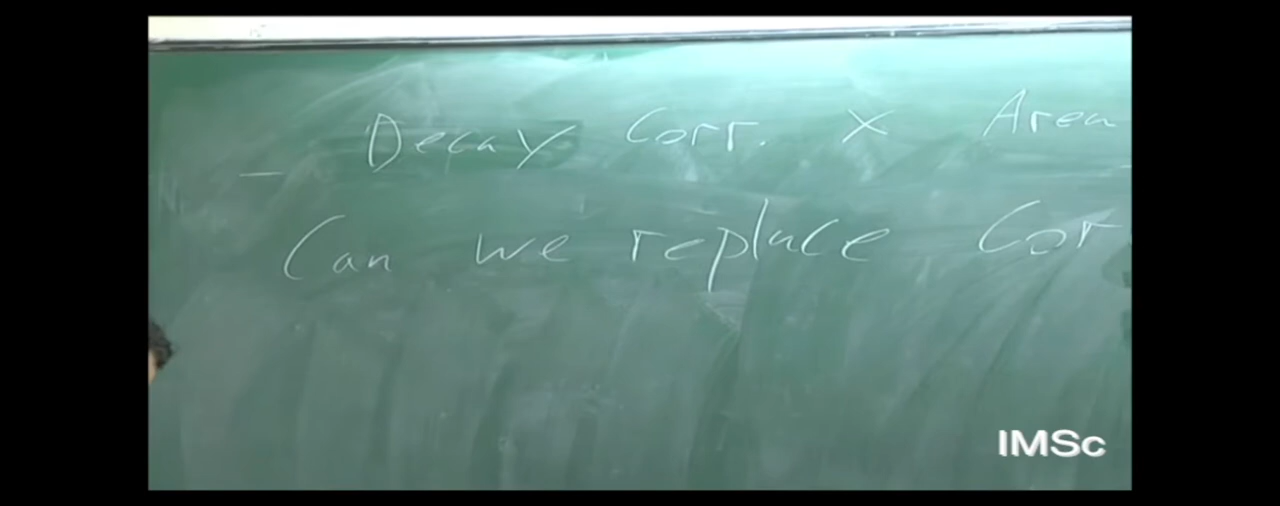 — Decay Corr. X Area
Can we replace Cor
IMSc